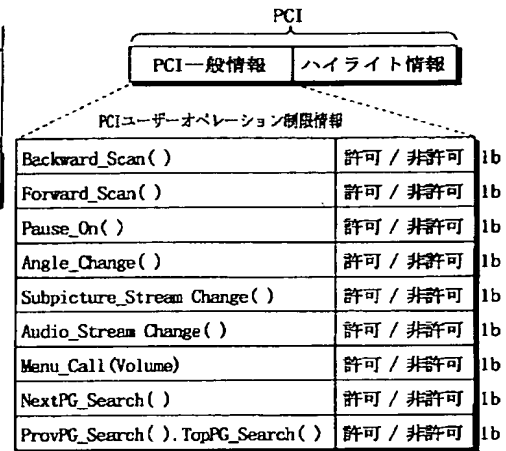 PCI
PCI一般情報 ハイライト情報
PCIユーザーオペレーション制限情報
Backward_Scan( ) 許可 / 非許可 1b
Forward_Scan( ) 許可 / 非許可 1b
Pause_On( ) 許可 / 非許可 1b
Angle_Change( ) 許可 / 非許可 1b
Subpicture_Stream Change( ) 許可 / 非許可 1b
Audio_Stream Change( ) 許可 / 非許可 1b
Menu_Call(Volume) 許可 / 非許可 1b
NextPG_Search( ) 許可 / 非許可 1b
ProvPG_Search( ).TopPG_Search( ) 許可 / 非許可 1b